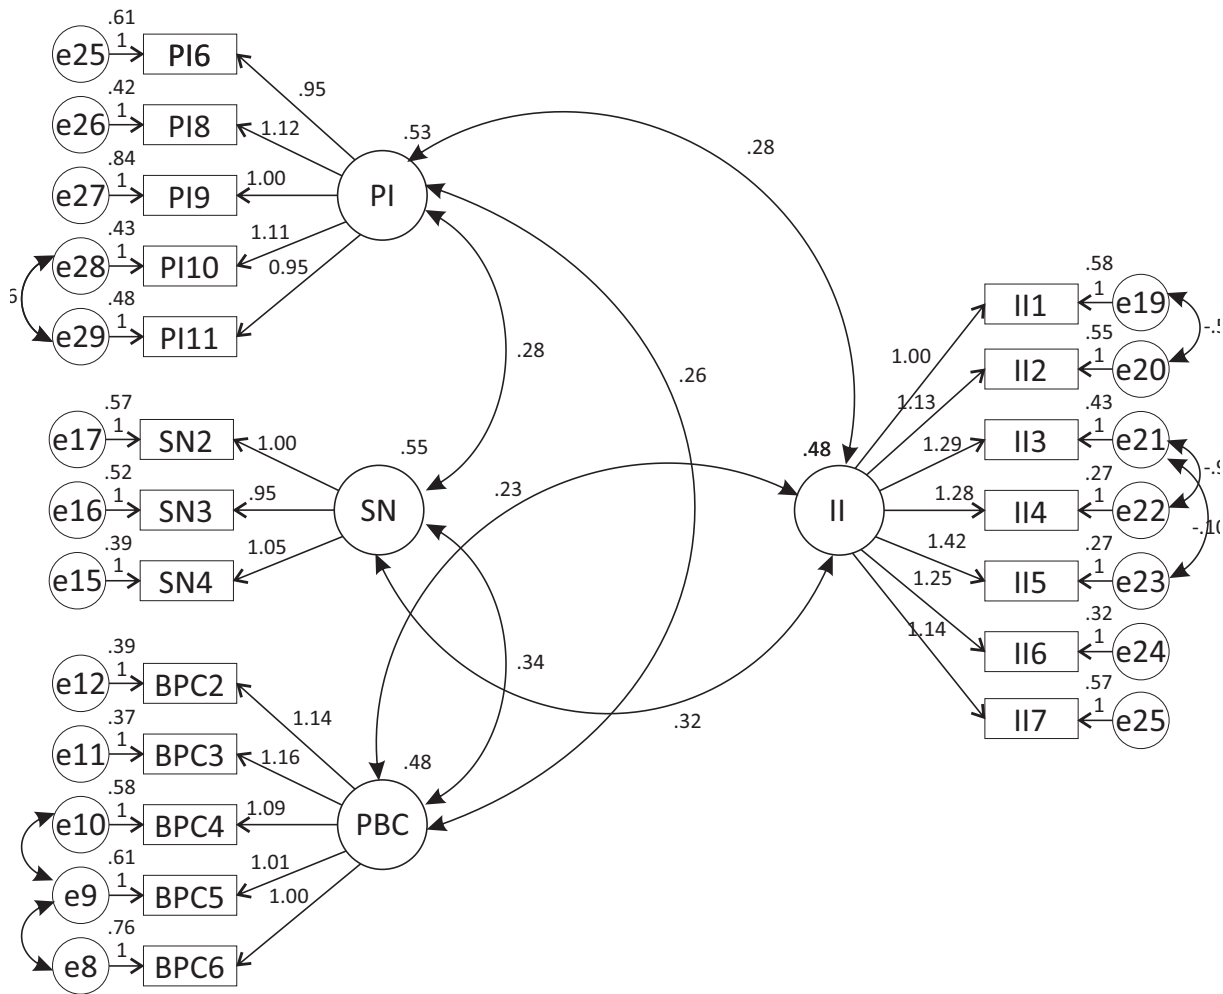 .61
e25 1 PI6
.95
.42
e26 1 PI8
1.12
.53
.84
e27 1 PI9
1.00
PI
.28
.43
e28 1 PI10
1.11
0.95
6
.48
e29 1 PI11
.28
.26
.57
e17 1 SN2
1.00
.55
.52
e16 1 SN3
.95
SN
.23
.39
e15 1 SN4
1.05
.34
.32
.39
e12 1 BPC2
1.14
.37
e11 1 BPC3
1.16
.48
.58
e10 1 BPC4
1.09
PBC
.61
e9 1 BPC5
1.01
1.00
.76
e8 1 BPC6
.48
II
.58
1.00
II1 1 e19
-.5
.55
1.13
II2 1 e20
.43
1.29
II3 1 e21
-.9
.27
1.28
II4 1 e22
-.10
.27
1.42
II5 1 e23
.32
1.25
II6 1 e24
.57
1.14
II7 1 e25